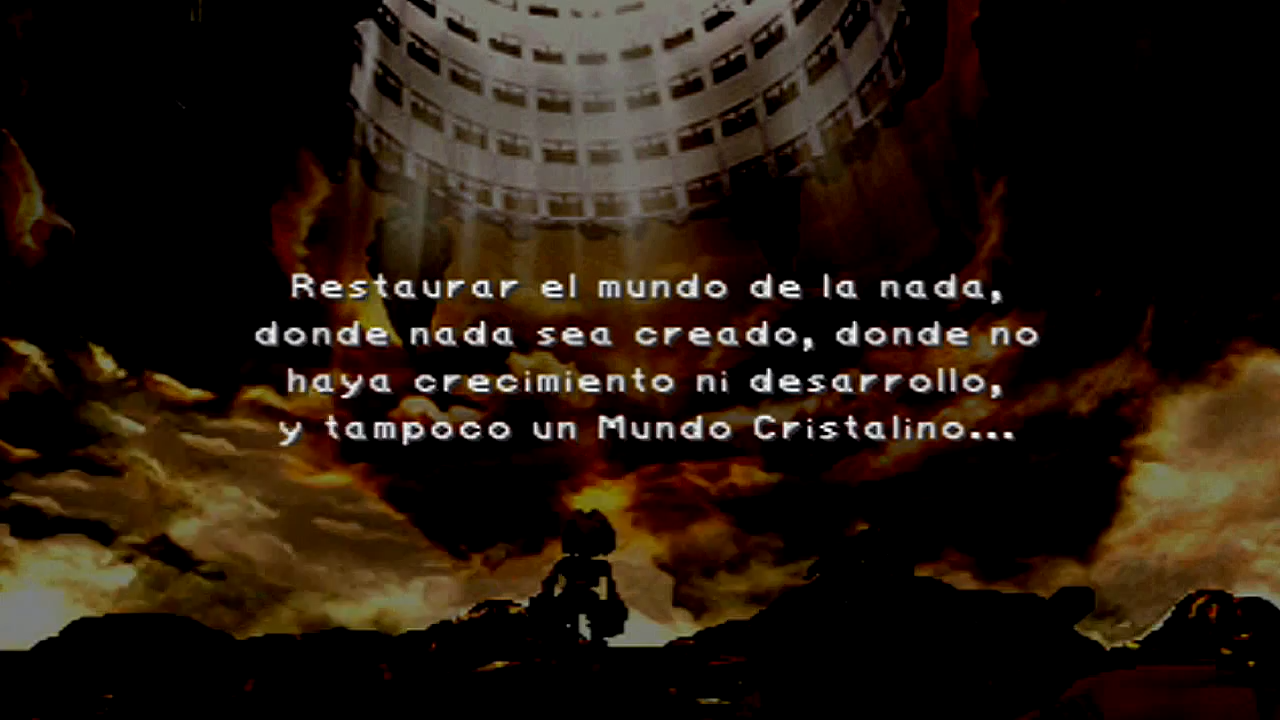 Restaurar el mundo de la nada,
donde nada sea creado, donde no
haya crecimiento ni desarrollo,
y tampoco un Mundo Cristalino...